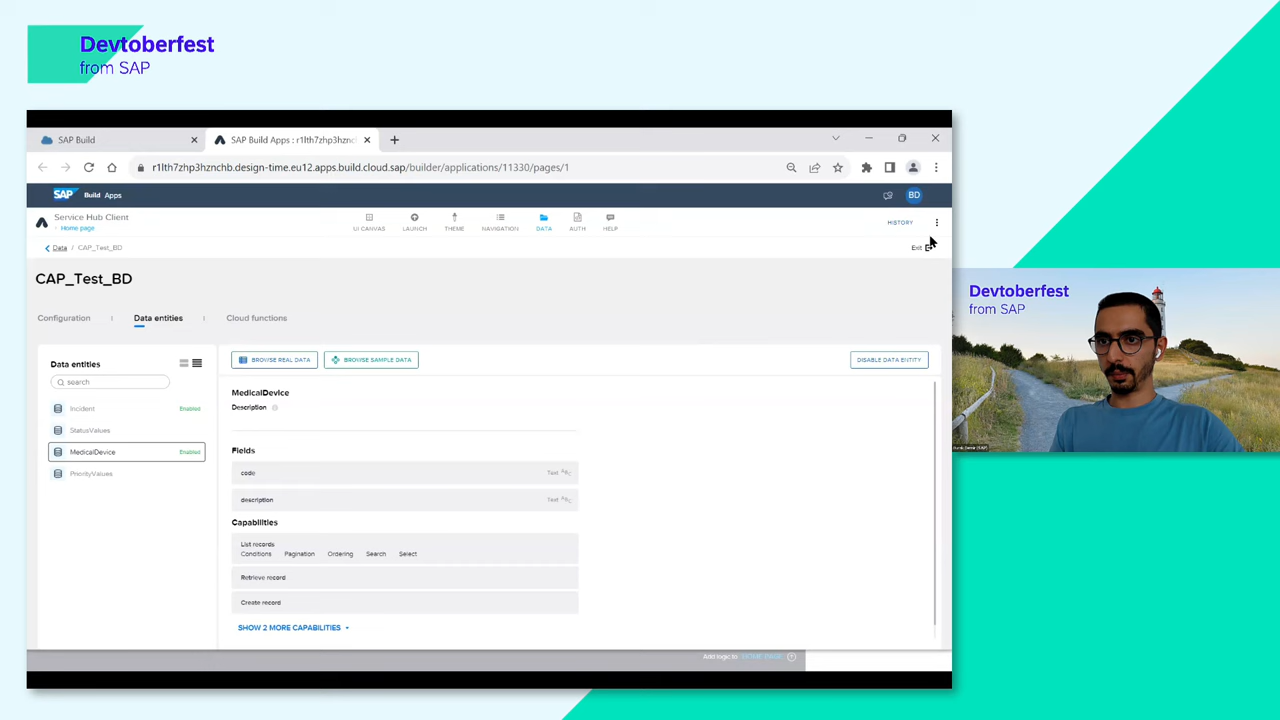 Devtoberfest
from SAP
SAP Build
SAP Build Apps : r1lth7zhp3hznc
r1lth7zhp3hznchb.design-time.eu12.apps.build.cloud.sap/builder/applications/11330/pages/1
SAP Build Apps
BD
Service Hub Client
Home page
UI CANVAS
LAUNCH
THEME
NAVIGATION
DATA
AUTH
HELP
HISTORY
Data / CAP_Test_BD
Exit
CAP_Test_BD
Configuration
Data entities
Cloud functions
Data entities
search
Incident Enabled
StatusValues
MedicalDevice Enabled
PriorityValues
BROWSE REAL DATA
BROWSE SAMPLE DATA
DISABLE DATA ENTITY
MedicalDevice
Description
Fields
code Text
description Text
Capabilities
List records
Conditions Pagination Ordering Search Select
Retrieve record
Create record
SHOW 2 MORE CAPABILITIES
Add logic to
Devtoberfest
from SAP